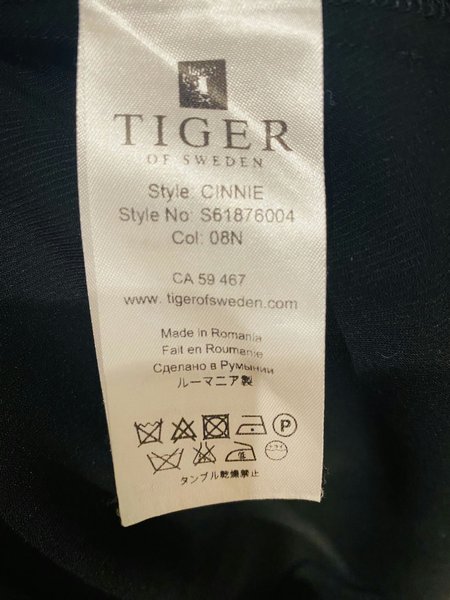 TIGER
OF SWEDEN
Style: CINNIE
Style No: S61876004
Col: 08N
CA 59 467
www. tigerofsweden.com
Made in Romania
Fait en Roumanie
Сделано в Румынии
ルーマニア製
P
タンブル乾燥禁止